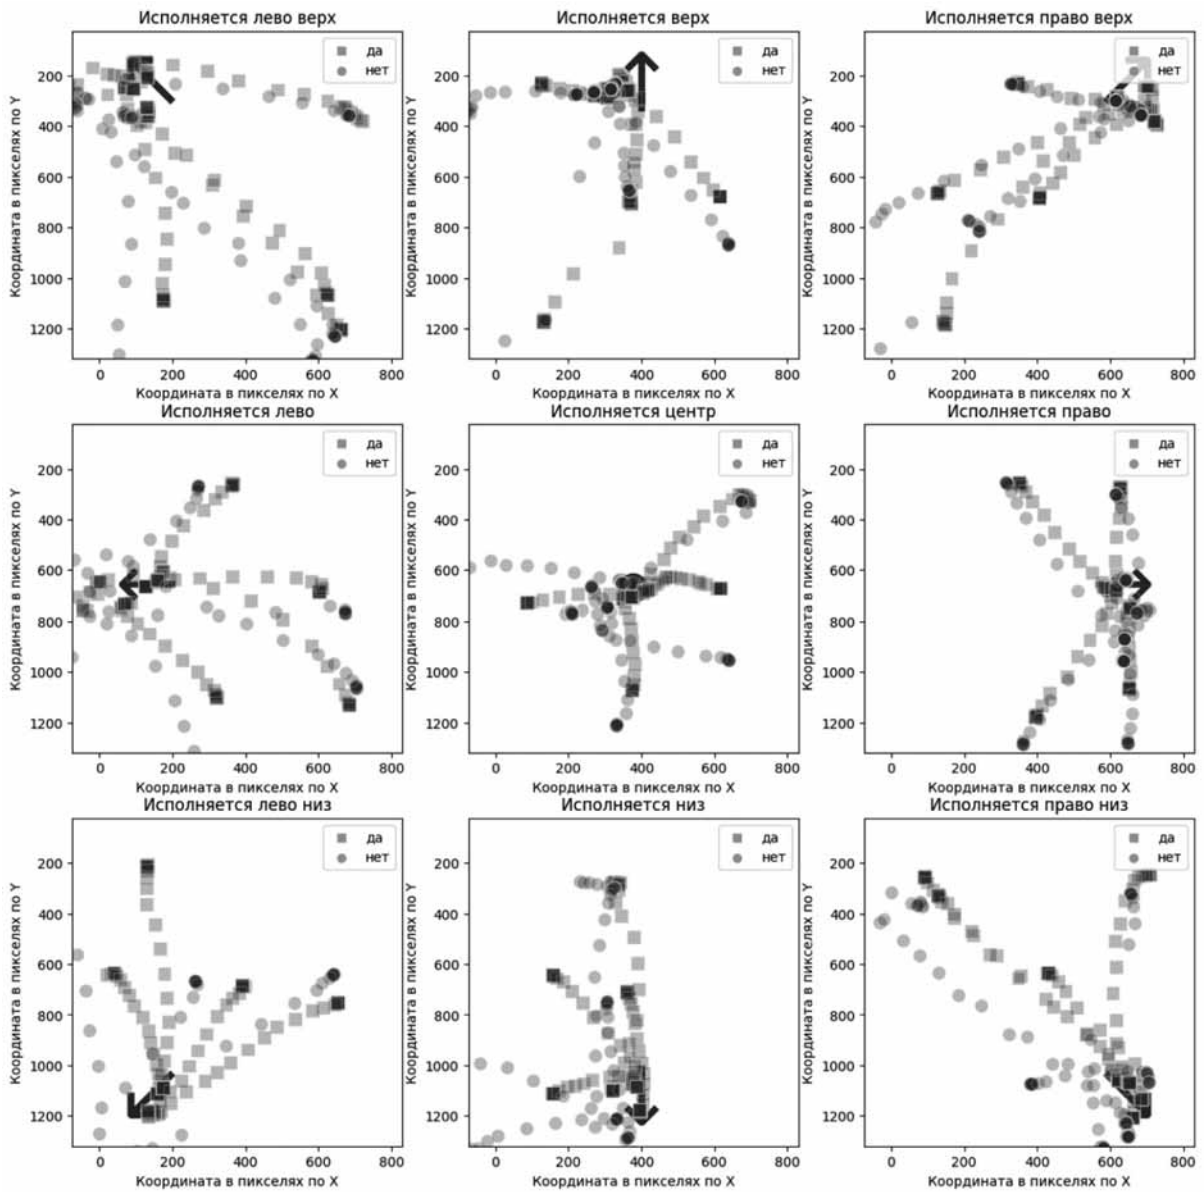 Исполняется лево верх
Исполняется верх
Исполняется право верх
да
нет
да
нет
да
нет
Координата в пикселях по Y
200
400
600
800
1000
1200
Координата в пикселях по Y
200
400
600
800
1000
1200
Координата в пикселях по Y
200
400
600
800
1000
1200
0 200 400 600 800
0 200 400 600 800
0 200 400 600 800
Координата в пикселях по X
Координата в пикселях по X
Координата в пикселях по X
Исполняется лево
Исполняется центр
Исполняется право
да
нет
да
нет
да
нет
Координата в пикселях по Y
200
400
600
800
1000
1200
Координата в пикселях по Y
200
400
600
800
1000
1200
Координата в пикселях по Y
200
400
600
800
1000
1200
0 200 400 600 800
0 200 400 600 800
0 200 400 600 800
Координата в пикселях по X
Координата в пикселях по X
Координата в пикселях по X
Исполняется лево низ
Исполняется низ
Исполняется право низ
да
нет
да
нет
да
нет
Координата в пикселях по Y
200
400
600
800
1000
1200
Координата в пикселях по Y
200
400
600
800
1000
1200
Координата в пикселях по Y
200
400
600
800
1000
1200
0 200 400 600 800
0 200 400 600 800
0 200 400 600 800
Координата в пикселях по X
Координата в пикселях по X
Координата в пикселях по X